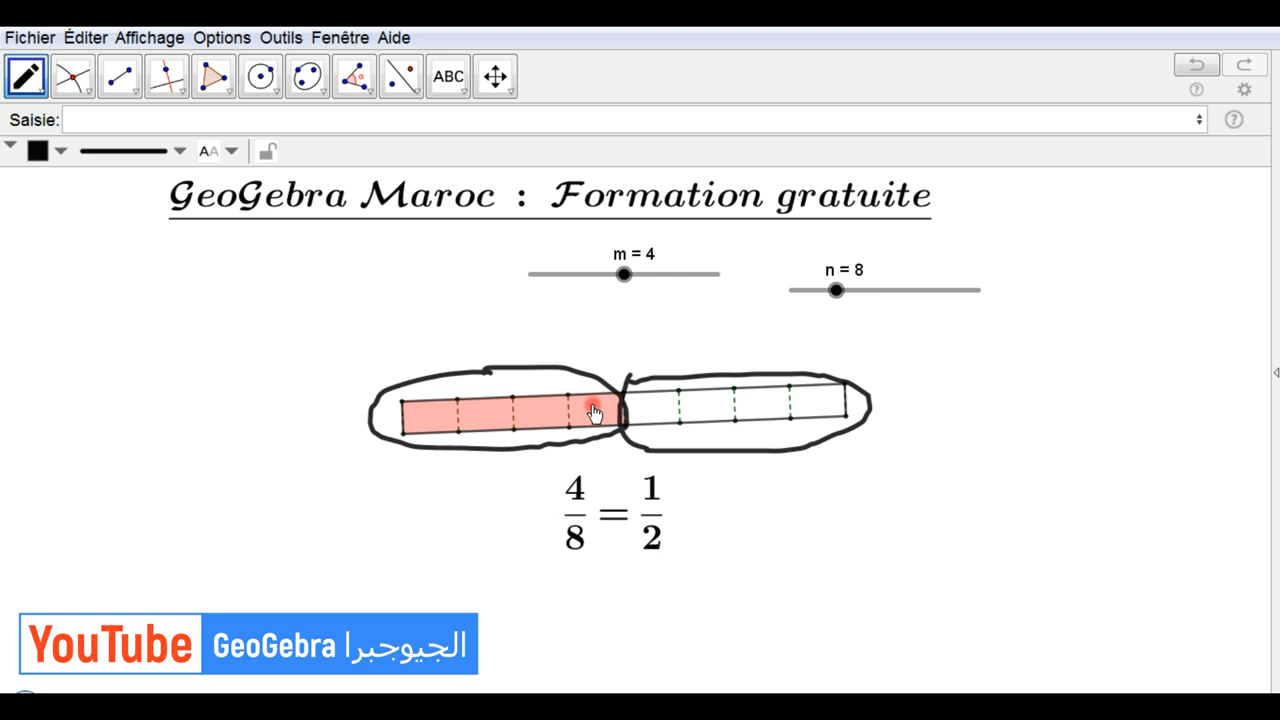 Fichier Éditer Affichage Options Outils Fenêtre Aide
ABC
Saisie:
AA
GeoGebra Maroc : Formation gratuite
m = 4
n = 8
4/8 = 1/2
YouTube GeoGebra الجيوجبرا